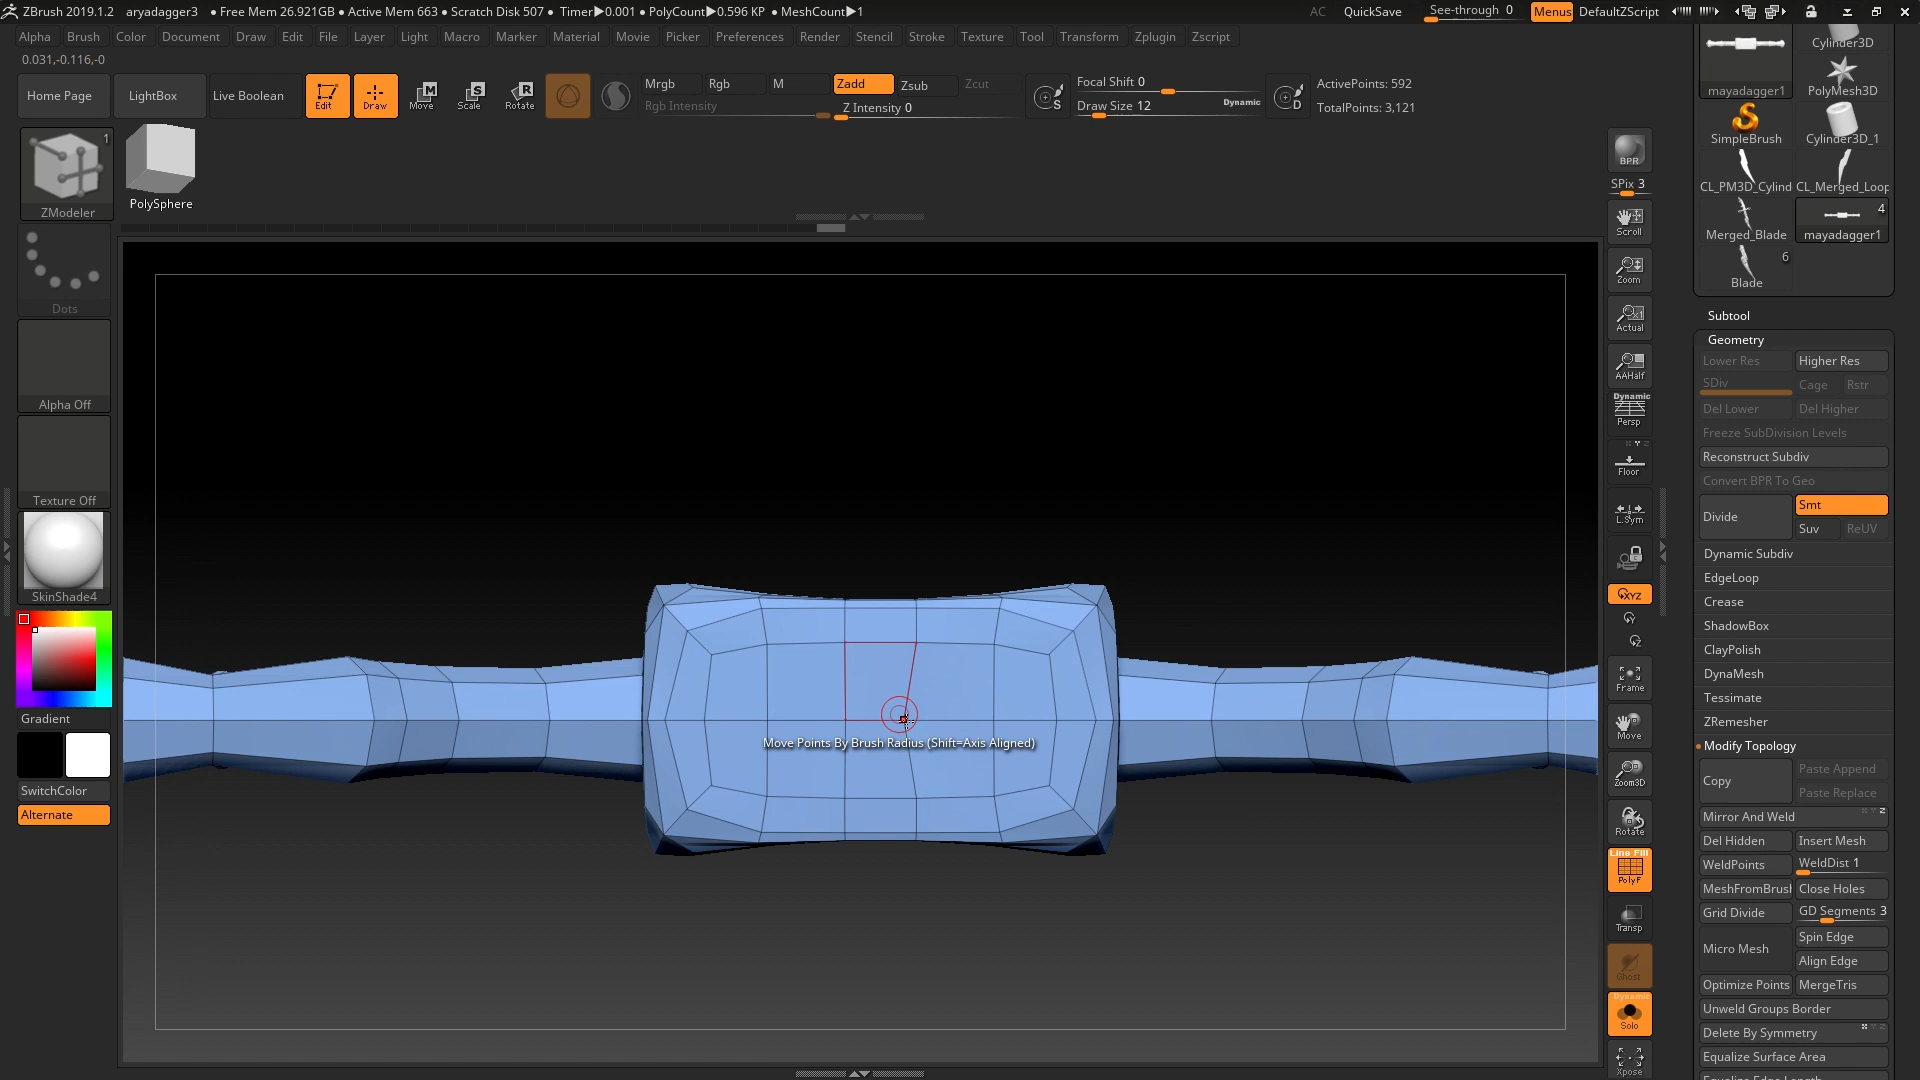 ZBrush 2019.1.2 aryadagger3 ● Free Mem 26.921GB ● Active Mem 663 ● Scratch Disk 507 ● Timer▶0.001 ● PolyCount▶0.596 KP ● MeshCount▶1 AC QuickSave See-through 0 Menus DefaultZScript
Alpha Brush Color Document Draw Edit File Layer Light Macro Marker Material Movie Picker Preferences Render Stencil Stroke Texture Tool Transform Zplugin Zscript
0.031,-0.116,-0
Home Page LightBox Live Boolean Edit Draw Move Scale Rotate
M S R
Mrgb Rgb M Zadd Zsub Zcut
Rgb Intensity Z Intensity 0
S Focal Shift 0
Draw Size 12 Dynamic
D ActivePoints: 592
TotalPoints: 3,121
1
ZModeler
PolySphere
Dots
Alpha Off
Texture Off
SkinShade4
Gradient
SwitchColor
Alternate
Move Points By Brush Radius (Shift=Axis Aligned)
BPR
SPix 3
Scroll
Zoom
Actual
AAHalf
Dynamic
Persp
Floor
L.Sym
XYZ
Y
Z
Frame
Move
Zoom3D
Rotate
Line Fill
PolyF
Transp
Ghost
Dynamic
Solo
Xpose
Cylinder3D
mayadagger1 PolyMesh3D
SimpleBrush Cylinder3D_1
CL_PM3D_Cylind CL_Merged_Loop
4
Merged_Blade mayadagger1
6
Blade
Subtool
Geometry
Lower Res Higher Res
SDiv Cage Rstr
Del Lower Del Higher
Freeze SubDivision Levels
Reconstruct Subdiv
Convert BPR To Geo
Divide Smt
Suv ReUV
Dynamic Subdiv
EdgeLoop
Crease
ShadowBox
ClayPolish
DynaMesh
Tessimate
ZRemesher
Modify Topology
Copy Paste Append
Paste Replace
Mirror And Weld
Del Hidden Insert Mesh
WeldPoints WeldDist 1
MeshFromBrus Close Holes
Grid Divide GD Segments 3
Micro Mesh Spin Edge
Align Edge
Optimize Points MergeTris
Unweld Groups Border
Delete By Symmetry
Equalize Surface Area
Equalize Edge Length